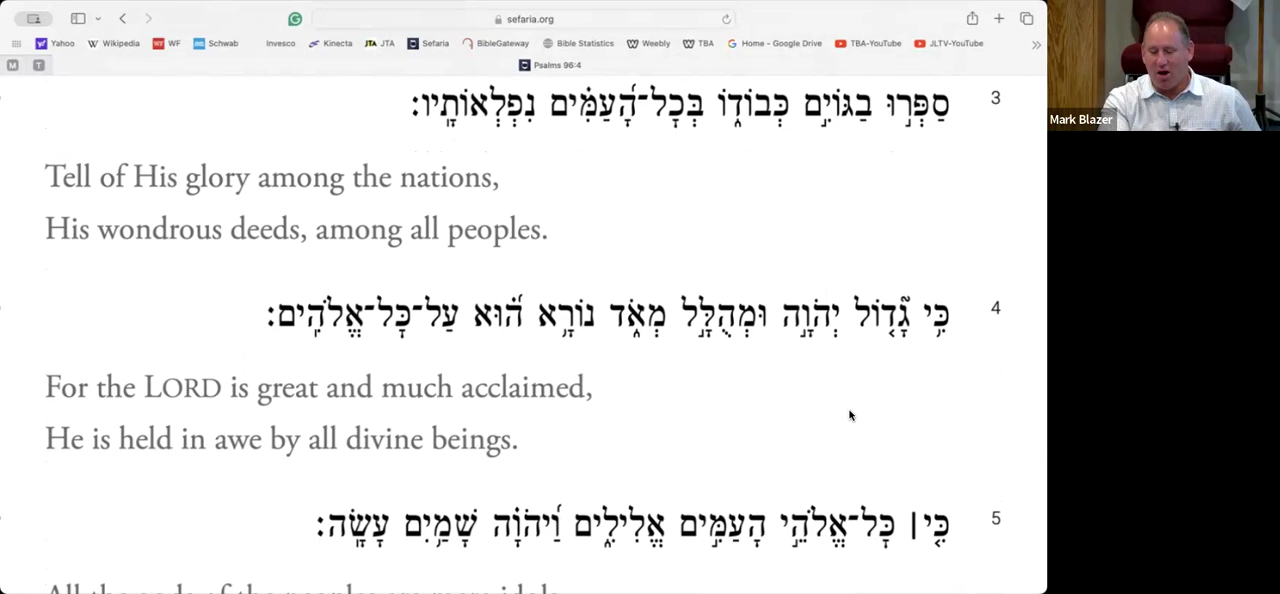 sefaria.org
Yahoo
Wikipedia
WF WF
Schwab
Invesco
Kinecta
JTA JTA
Sefaria
BibleGateway
Bible Statistics
Weebly
TBA
Home - Google Drive
TBA-YouTube
JLTV-YouTube
M
T
Psalms 96:4
Mark Blazer
3
סַפְּר֣וּ בַגּוֹיִ֣ם כְּבוֹד֑וֹ בְּכׇל־הָ֝עַמִּ֗ים נִפְלְאוֹתָֽיו׃
Tell of His glory among the nations,
His wondrous deeds, among all peoples.
4
כִּ֥י גָ֘ד֤וֹל יְהֹוָ֣ה וּמְהֻלָּ֣ל מְאֹ֑ד נוֹרָ֥א ה֝֗וּא עַל־כׇּל־אֱלֹהִֽים׃
For the LORD is great and much acclaimed,
He is held in awe by all divine beings.
5
כִּ֤י ׀ כׇּל־אֱלֹהֵ֣י הָעַמִּ֣ים אֱלִילִ֑ים וַ֝יהֹוָ֗ה שָׁמַ֥יִם עָשָֽׂה׃